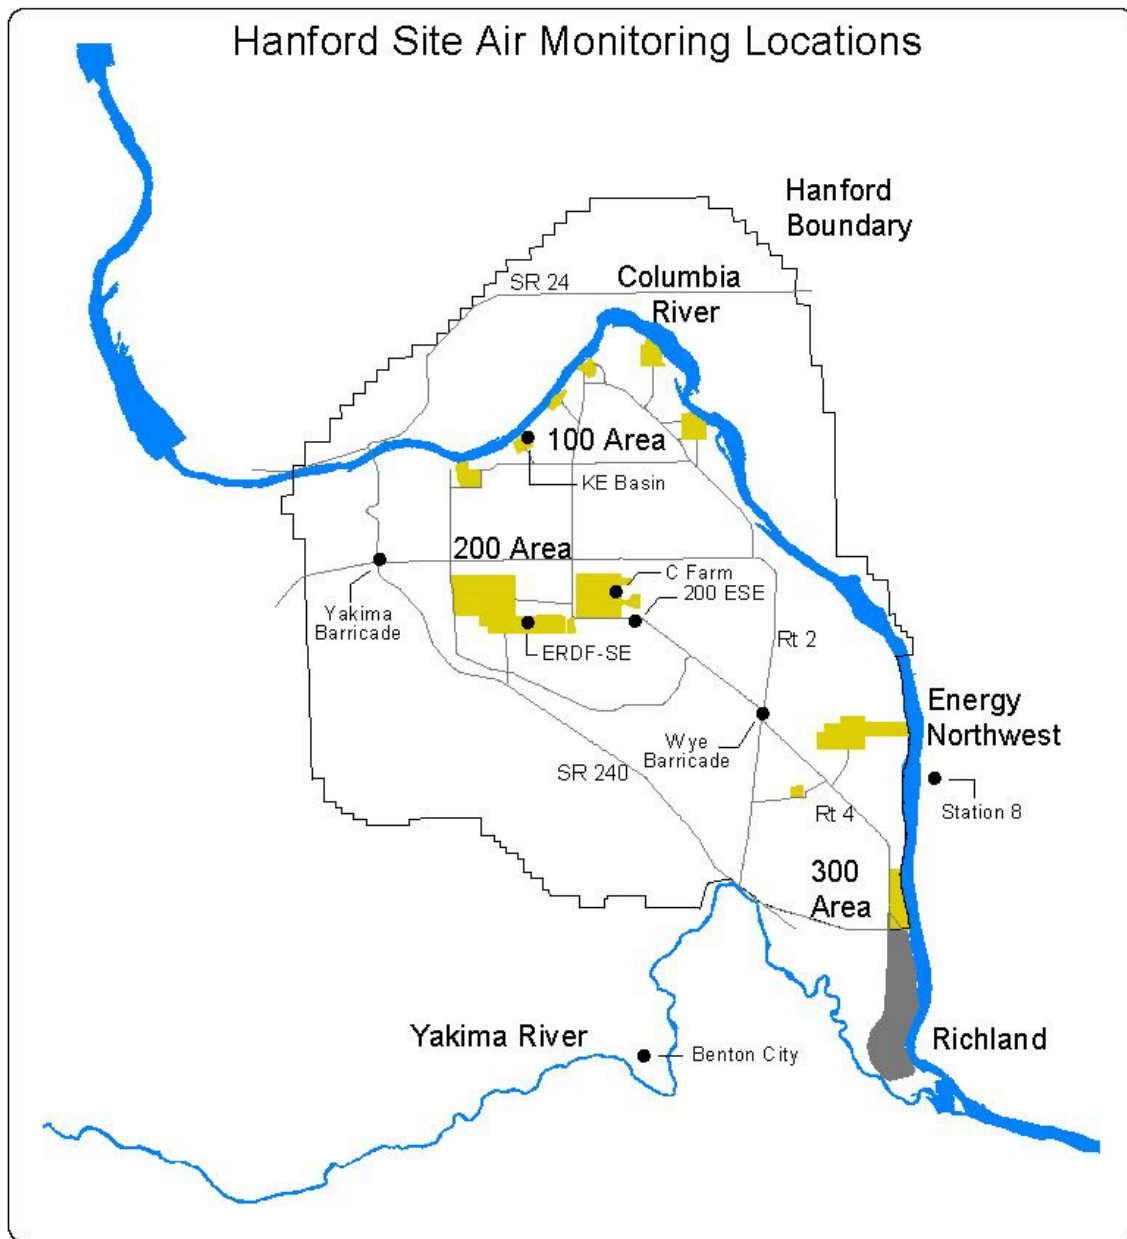 Hanford Site Air Monitoring Locations
Hanford
Boundary
SR 24
Columbia
River
100 Area
KE Basin
200 Area
C Farm
200 ESE
Yakima
Barricade
ERDF-SE
Rt 2
Energy
Northwest
Wye
Barricade
SR 240
Station 8
Rt 4
300
Area
Yakima River
Benton City
Richland